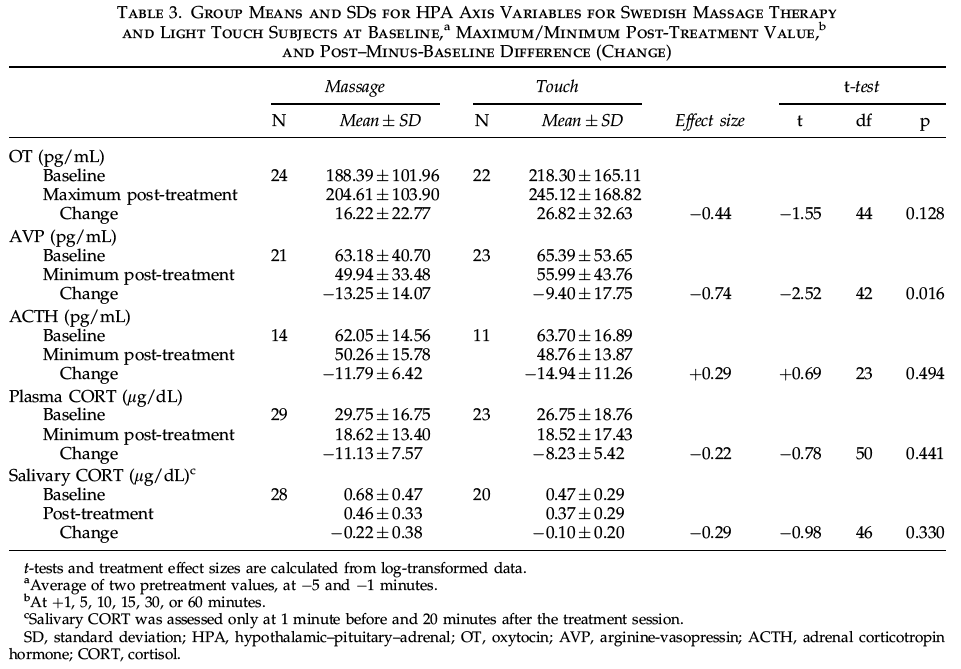 TABLE 3. GROUP MEANS AND SDS FOR HPA AXIS VARIABLES FOR SWEDISH MASSAGE THERAPY
AND LIGHT TOUCH SUBJECTS AT BASELINE,a MAXIMUM/MINIMUM POST-TREATMENT VALUE,b
AND POST–MINUS-BASELINE DIFFERENCE (CHANGE)
Massage Touch t-test
N Mean ± SD N Mean ± SD Effect size t df p
OT (pg/mL)
Baseline 24 188.39 ± 101.96 22 218.30 ± 165.11
Maximum post-treatment 204.61 ± 103.90 245.12 ± 168.82
Change 16.22 ± 22.77 26.82 ± 32.63 −0.44 −1.55 44 0.128
AVP (pg/mL)
Baseline 21 63.18 ± 40.70 23 65.39 ± 53.65
Minimum post-treatment 49.94 ± 33.48 55.99 ± 43.76
Change −13.25 ± 14.07 −9.40 ± 17.75 −0.74 −2.52 42 0.016
ACTH (pg/mL)
Baseline 14 62.05 ± 14.56 11 63.70 ± 16.89
Minimum post-treatment 50.26 ± 15.78 48.76 ± 13.87
Change −11.79 ± 6.42 −14.94 ± 11.26 +0.29 +0.69 23 0.494
Plasma CORT (μg/dL)
Baseline 29 29.75 ± 16.75 23 26.75 ± 18.76
Minimum post-treatment 18.62 ± 13.40 18.52 ± 17.43
Change −11.13 ± 7.57 −8.23 ± 5.42 −0.22 −0.78 50 0.441
Salivary CORT (μg/dL)c
Baseline 28 0.68 ± 0.47 20 0.47 ± 0.29
Post-treatment 0.46 ± 0.33 0.37 ± 0.29
Change −0.22 ± 0.38 −0.10 ± 0.20 −0.29 −0.98 46 0.330
t-tests and treatment effect sizes are calculated from log-transformed data.
aAverage of two pretreatment values, at −5 and −1 minutes.
bAt +1, 5, 10, 15, 30, or 60 minutes.
cSalivary CORT was assessed only at 1 minute before and 20 minutes after the treatment session.
SD, standard deviation; HPA, hypothalamic–pituitary–adrenal; OT, oxytocin; AVP, arginine-vasopressin; ACTH, adrenal corticotropin
hormone; CORT, cortisol.